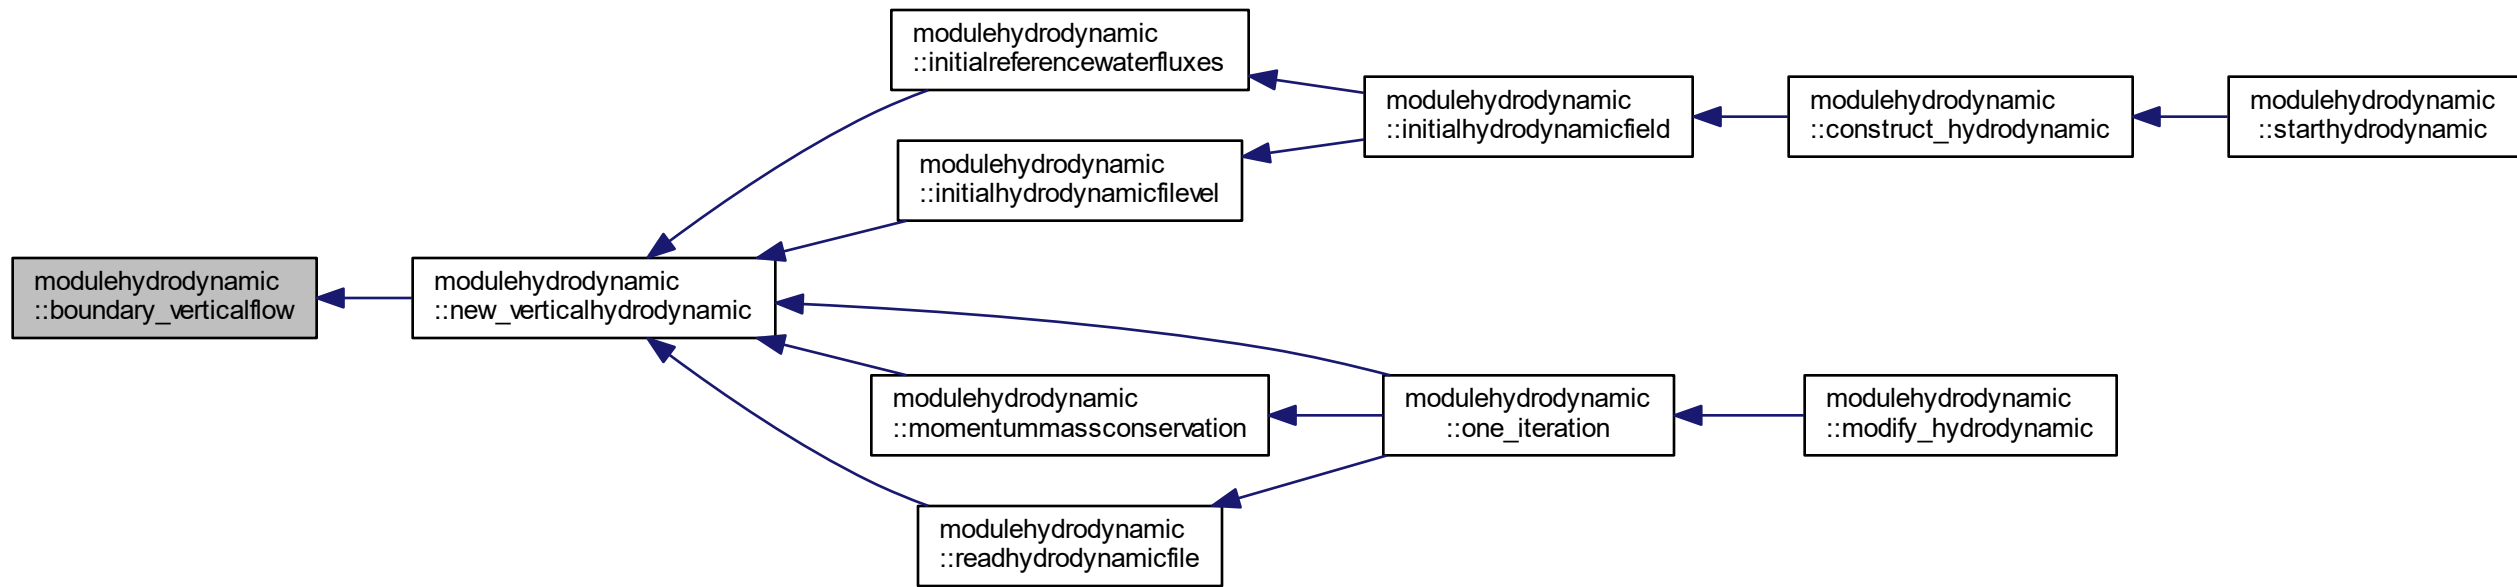 modulehydrodynamic
::initialreferencewaterfluxes
modulehydrodynamic
::initialhydrodynamicfield
modulehydrodynamic
::construct_hydrodynamic
modulehydrodynamic
::starthydrodynamic
modulehydrodynamic
::initialhydrodynamicfilevel
modulehydrodynamic
::boundary_verticalflow
modulehydrodynamic
::new_verticalhydrodynamic
modulehydrodynamic
::momentummassconservation
modulehydrodynamic
::one_iteration
modulehydrodynamic
::modify_hydrodynamic
modulehydrodynamic
::readhydrodynamicfile